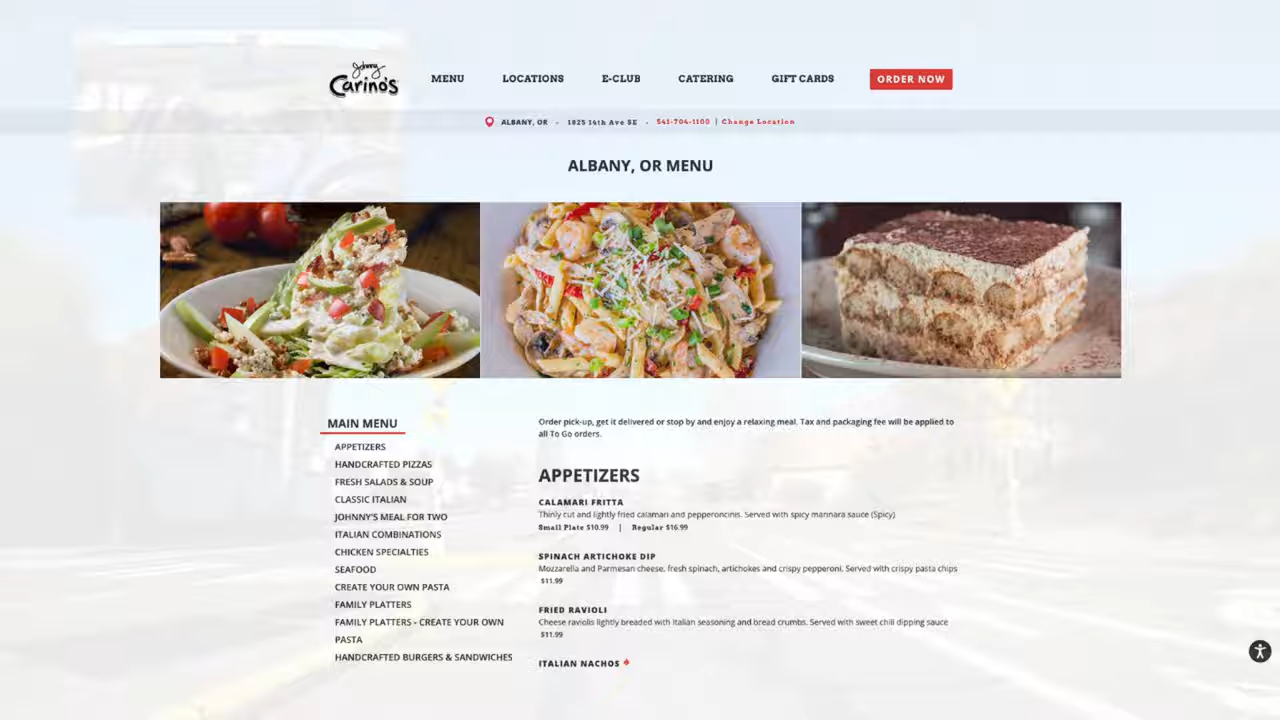 Johnny
Carino's
MENU
LOCATIONS
E-CLUB
CATERING
GIFT CARDS
ORDER NOW
ALBANY, OR - 1825 14th Ave SE - 541-704-1100 | Change Location
ALBANY, OR MENU
MAIN MENU
APPETIZERS
HANDCRAFTED PIZZAS
FRESH SALADS & SOUP
CLASSIC ITALIAN
JOHNNY'S MEAL FOR TWO
ITALIAN COMBINATIONS
CHICKEN SPECIALTIES
SEAFOOD
CREATE YOUR OWN PASTA
FAMILY PLATTERS
FAMILY PLATTERS - CREATE YOUR OWN
PASTA
HANDCRAFTED BURGERS & SANDWICHES
Order pick-up, get it delivered or stop by and enjoy a relaxing meal. Tax and packaging fee will be applied to
all To Go orders.
APPETIZERS
CALAMARI FRITTA
Thinly cut and lightly fried calamari and pepperoncinis. Served with spicy marinara sauce (Spicy)
Small Plate $10.99 | Regular $16.99
SPINACH ARTICHOKE DIP
Mozzarella and Parmesan cheese, fresh spinach, artichokes and crispy pepperoni. Served with crispy pasta chips
$11.99
FRIED RAVIOLI
Cheese raviolis lightly breaded with Italian seasoning and bread crumbs. Served with sweet chili dipping sauce
$11.99
ITALIAN NACHOS